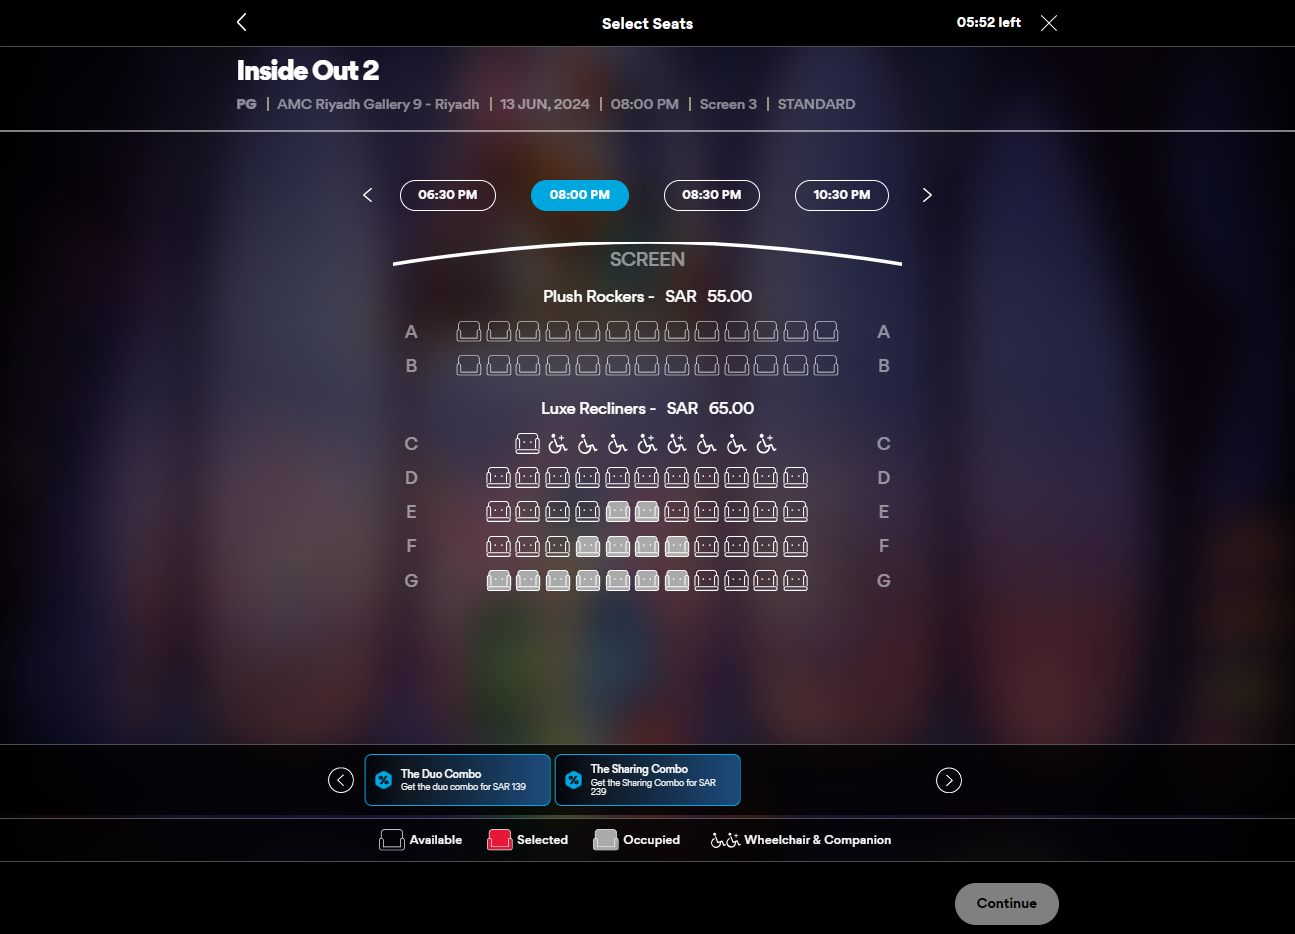 Select Seats
05:52 left
Inside Out 2
PG | AMC Riyadh Gallery 9 - Riyadh | 13 JUN, 2024 | 08:00 PM | Screen 3 | STANDARD
06:30 PM
08:00 PM
08:30 PM
10:30 PM
SCREEN
Plush Rockers - SAR 55.00
A A
B B
Luxe Recliners - SAR 65.00
C C
D D
E E
F F
G G
The Duo Combo
Get the duo combo for SAR 139
The Sharing Combo
Get the Sharing Combo for SAR
239
Available
Selected
Occupied
Wheelchair & Companion
Continue